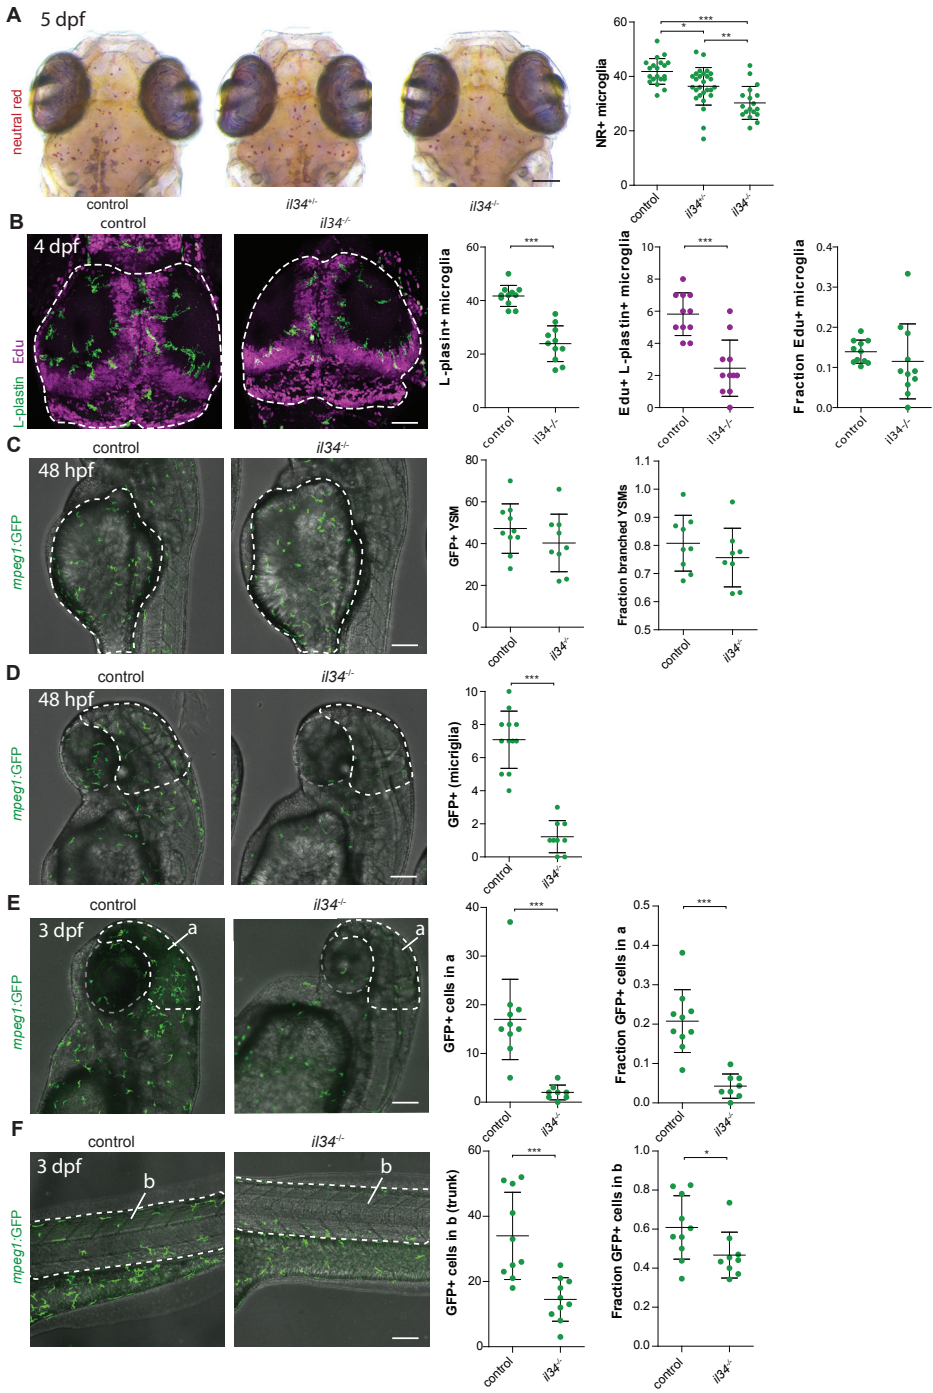 A
5 dpf
neutral red
control
il34+/-
il34-/-
NR+ microglia
60
40
20
0
*
***
**
control
il34+/-
il34-/-
B
control
il34-/-
4 dpf
L-plastin Edu
L-plasin+ microglia
60
40
20
0
***
control
il34-/-
Edu+ L-plastin+ microglia
10
8
6
4
2
0
***
control
il34-/-
Fraction Edu+ microglia
0.4
0.3
0.2
0.1
0.0
control
il34-/-
C
control
il34-/-
48 hpf
mpeg1:GFP
GFP+ YSM
80
60
40
20
0
control
il34-/-
Fraction branched YSMs
1.1
1.0
0.9
0.8
0.7
0.6
0.5
control
il34-/-
D
control
il34-/-
48 hpf
mpeg1:GFP
GFP+ (micriglia)
10
8
6
4
2
0
***
control
il34-/-
E
control
il34-/-
3 dpf
a
a
mpeg1:GFP
GFP+ cells in a
40
30
20
10
0
***
control
il34-/-
Fraction GFP+ cells in a
0.5
0.4
0.3
0.2
0.1
0.0
***
control
il34-/-
F
control
il34-/-
3 dpf
b
b
mpeg1:GFP
GFP+ cells in b (trunk)
60
40
20
0
***
control
il34-/-
Fraction GFP+ cells in b
1.0
0.8
0.6
0.4
0.2
0.0
*
control
il34-/-